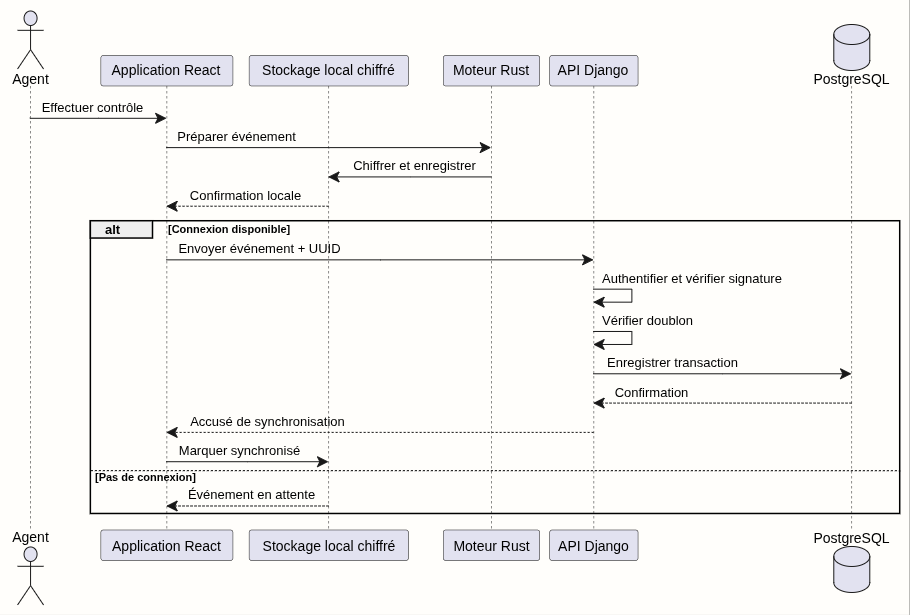 Agent
Application React
Stockage local chiffré
Moteur Rust
API Django
PostgreSQL
Effectuer contrôle
Préparer événement
Chiffrer et enregistrer
Confirmation locale
alt
[Connexion disponible]
Envoyer événement + UUID
Authentifier et vérifier signature
Vérifier doublon
Enregistrer transaction
Confirmation
Accusé de synchronisation
Marquer synchronisé
[Pas de connexion]
Événement en attente
Agent
Application React
Stockage local chiffré
Moteur Rust
API Django
PostgreSQL